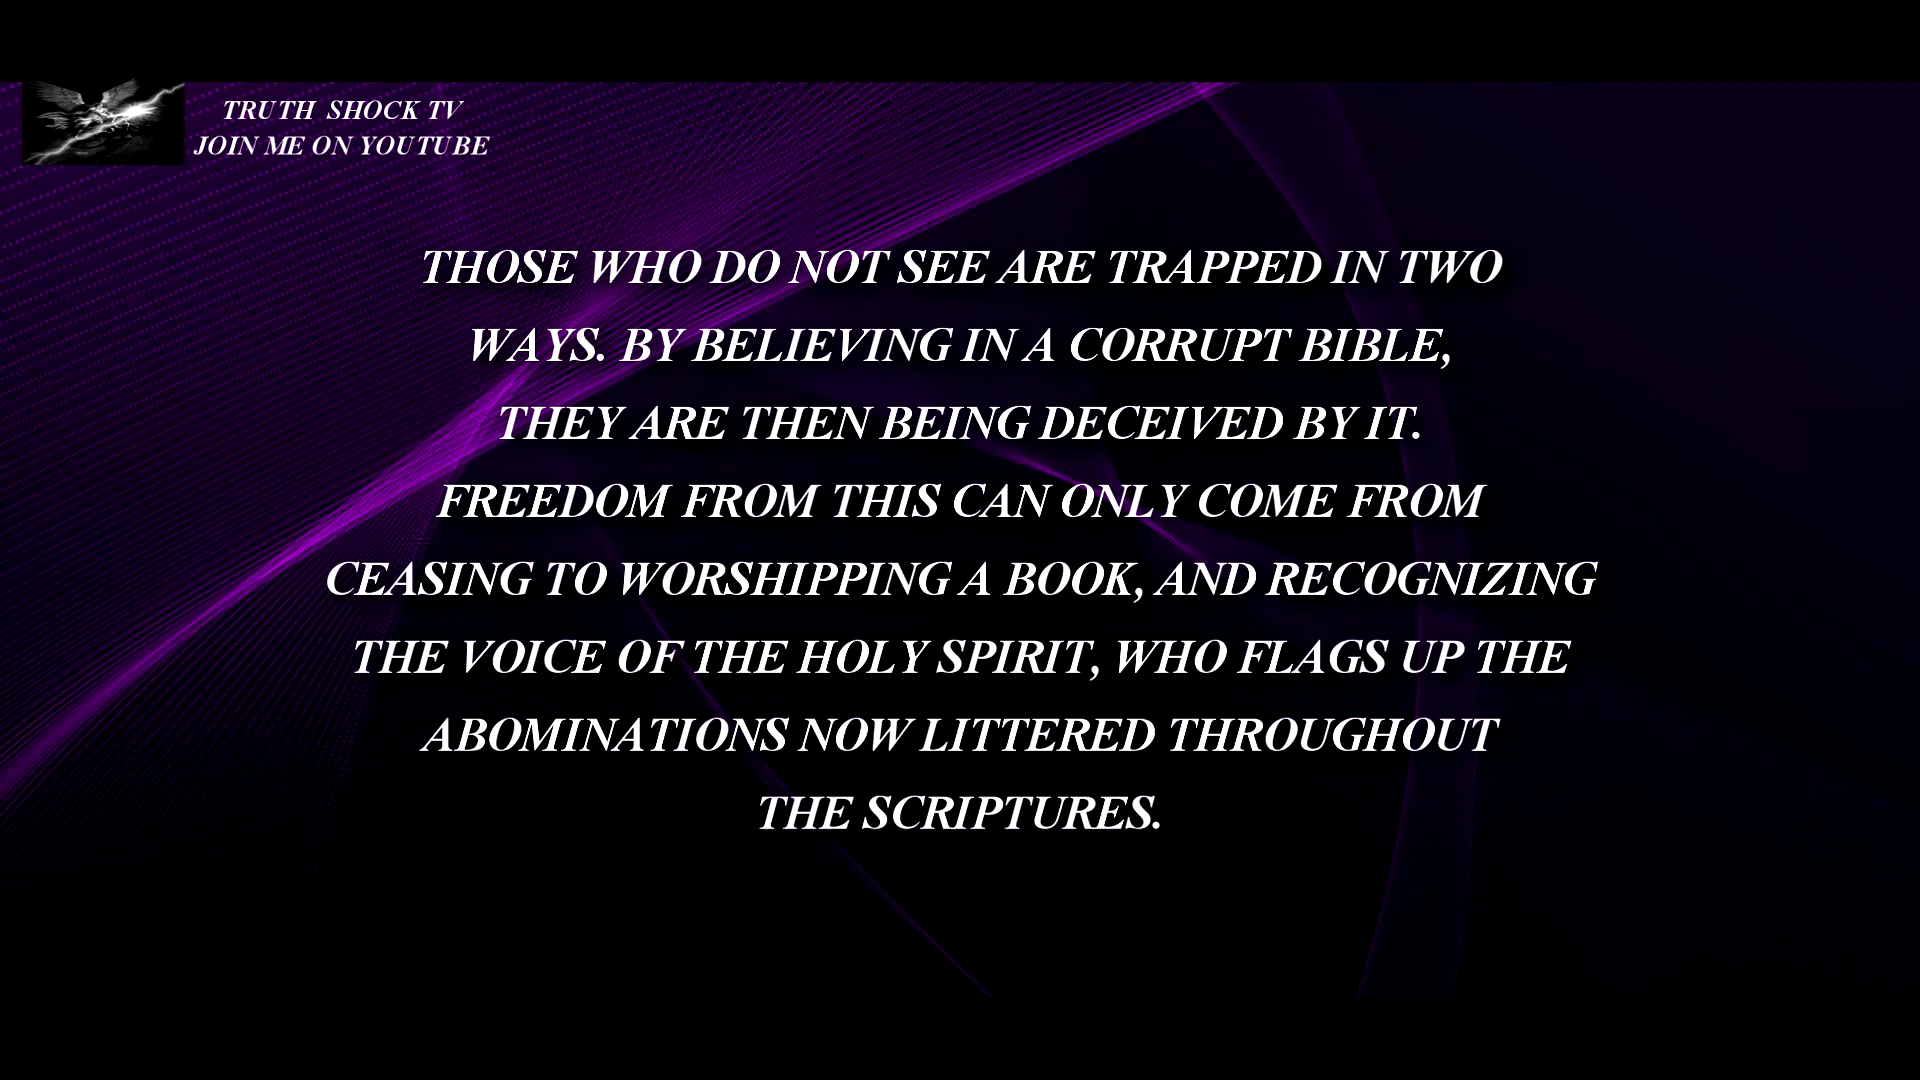 TRUTH SHOCK TV
JOIN ME ON YOUTUBE
THOSE WHO DO NOT SEE ARE TRAPPED IN TWO
WAYS. BY BELIEVING IN A CORRUPT BIBLE,
THEY ARE THEN BEING DECEIVED BY IT.
FREEDOM FROM THIS CAN ONLY COME FROM
CEASING TO WORSHIPPING A BOOK, AND RECOGNIZING
THE VOICE OF THE HOLY SPIRIT, WHO FLAGS UP THE
ABOMINATIONS NOW LITTERED THROUGHOUT
THE SCRIPTURES.